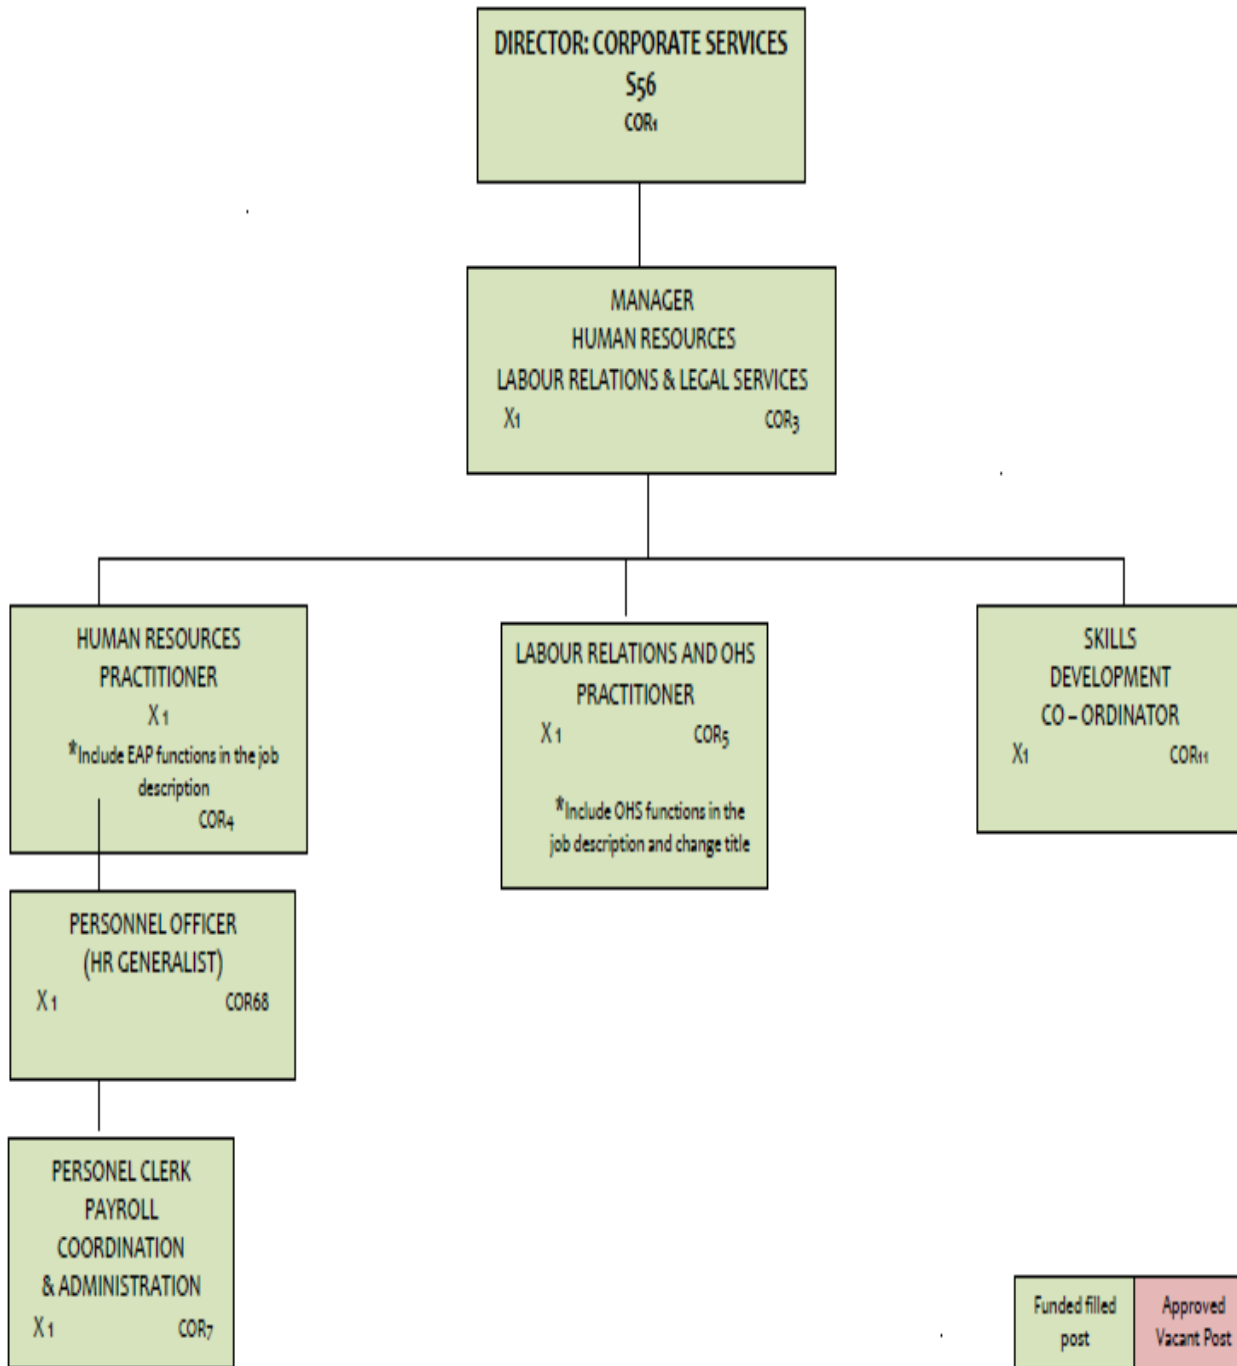 DIRECTOR: CORPORATE SERVICES
S56
COR1
MANAGER
HUMAN RESOURCES
LABOUR RELATIONS & LEGAL SERVICES
X1 COR3
HUMAN RESOURCES
PRACTITIONER
X 1
*Include EAP functions in the job
description
COR4
LABOUR RELATIONS AND OHS
PRACTITIONER
X 1 COR5
*Include OHS functions in the
job description and change title
SKILLS
DEVELOPMENT
CO – ORDINATOR
X1 COR11
PERSONNEL OFFICER
(HR GENERALIST)
X 1 COR68
PERSONEL CLERK
PAYROLL
COORDINATION
& ADMINISTRATION
X 1 COR7
Funded filled
post
Approved
Vacant Post